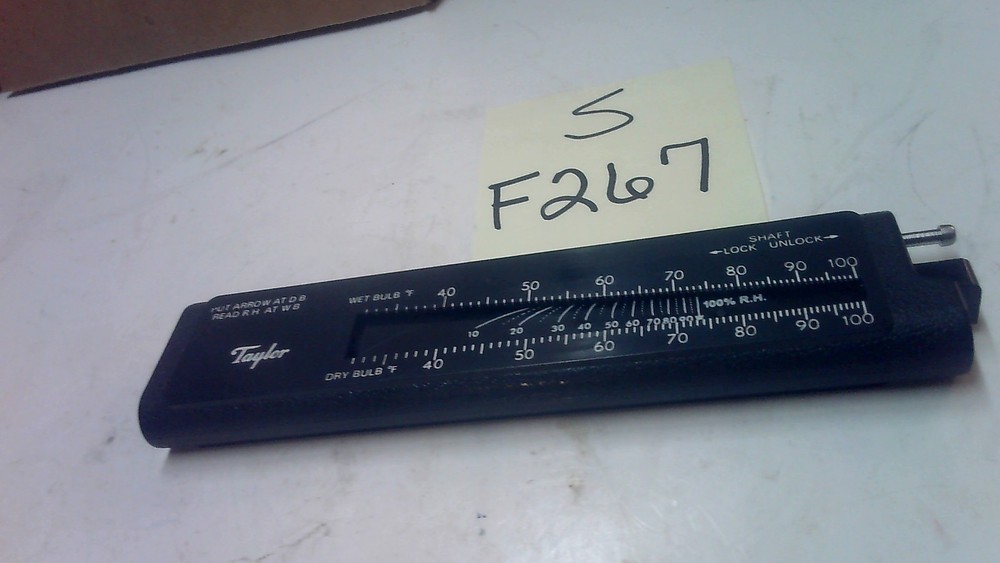 S
F267
SHAFT
←LOCK UNLOCK→
PUT ARROW AT D B
READ R H AT W B
WET BULB °F 40 50 60 70 80 90 100
100% R.H.
10 20 30 40 50 60 70 80 90
Taylor
DRY BULB °F 40 50 60 70 80 90 100